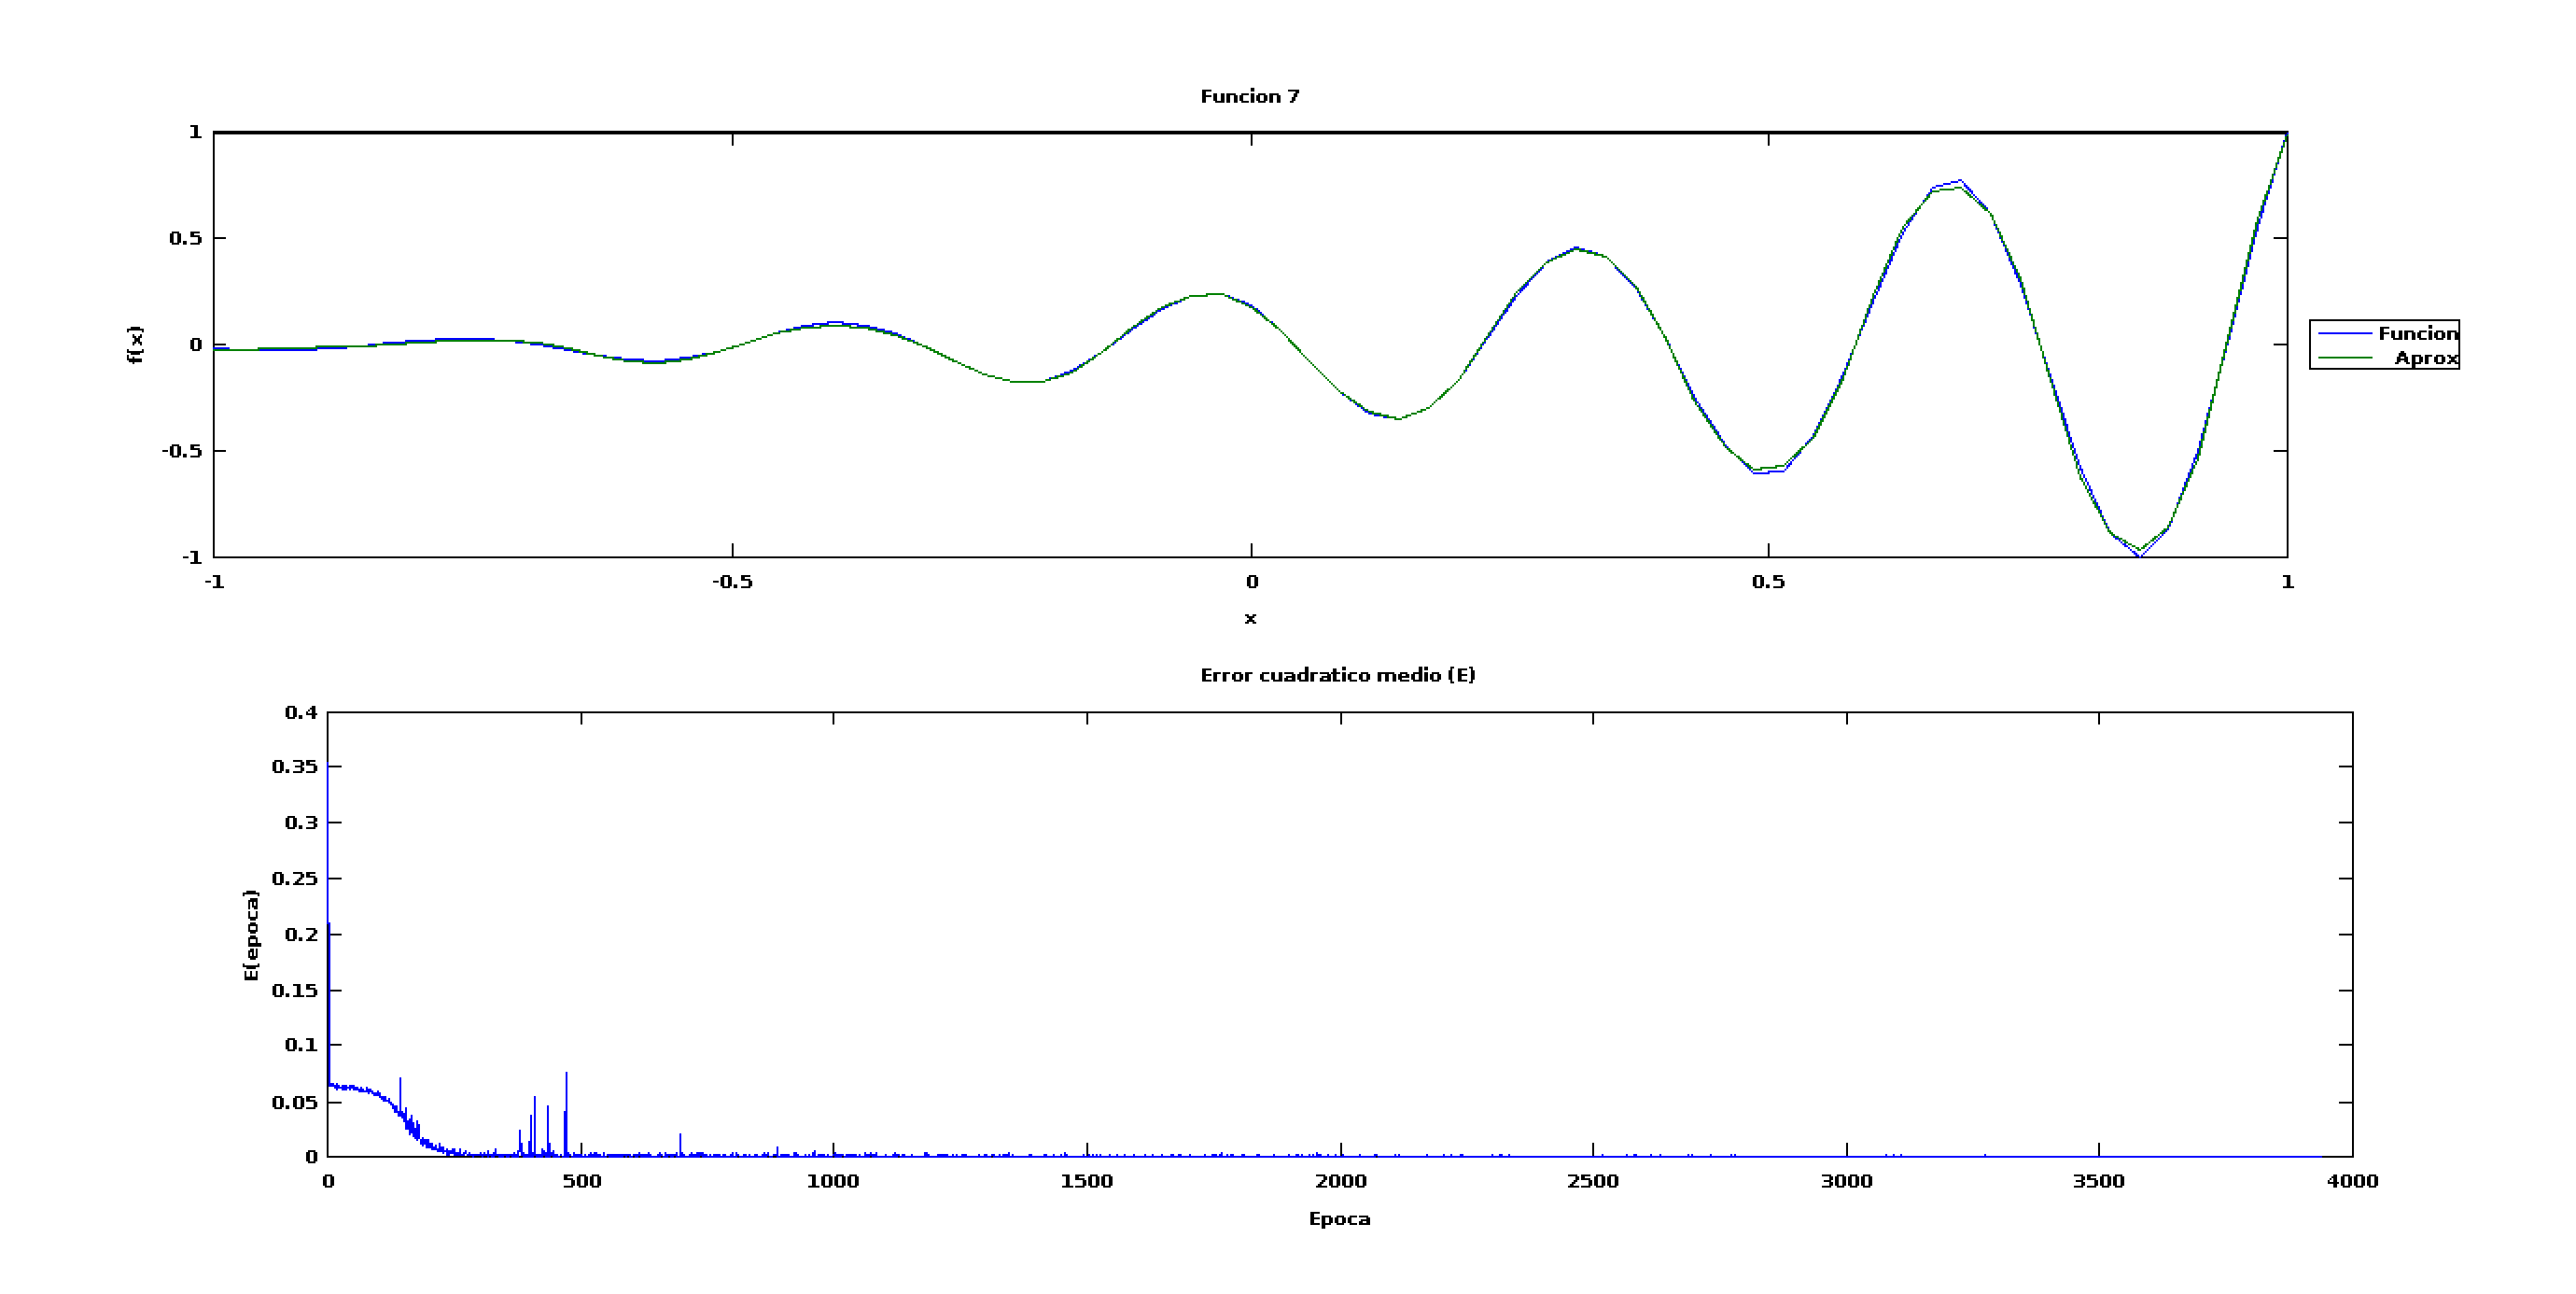 Funcion 7
1
0.5
0
-0.5
-1
f(x)
-1 -0.5 0 0.5 1
x
Funcion
Aprox
Error cuadratico medio (E)
0.4
0.35
0.3
0.25
0.2
0.15
0.1
0.05
0
E(epoca)
0 500 1000 1500 2000 2500 3000 3500 4000
Epoca